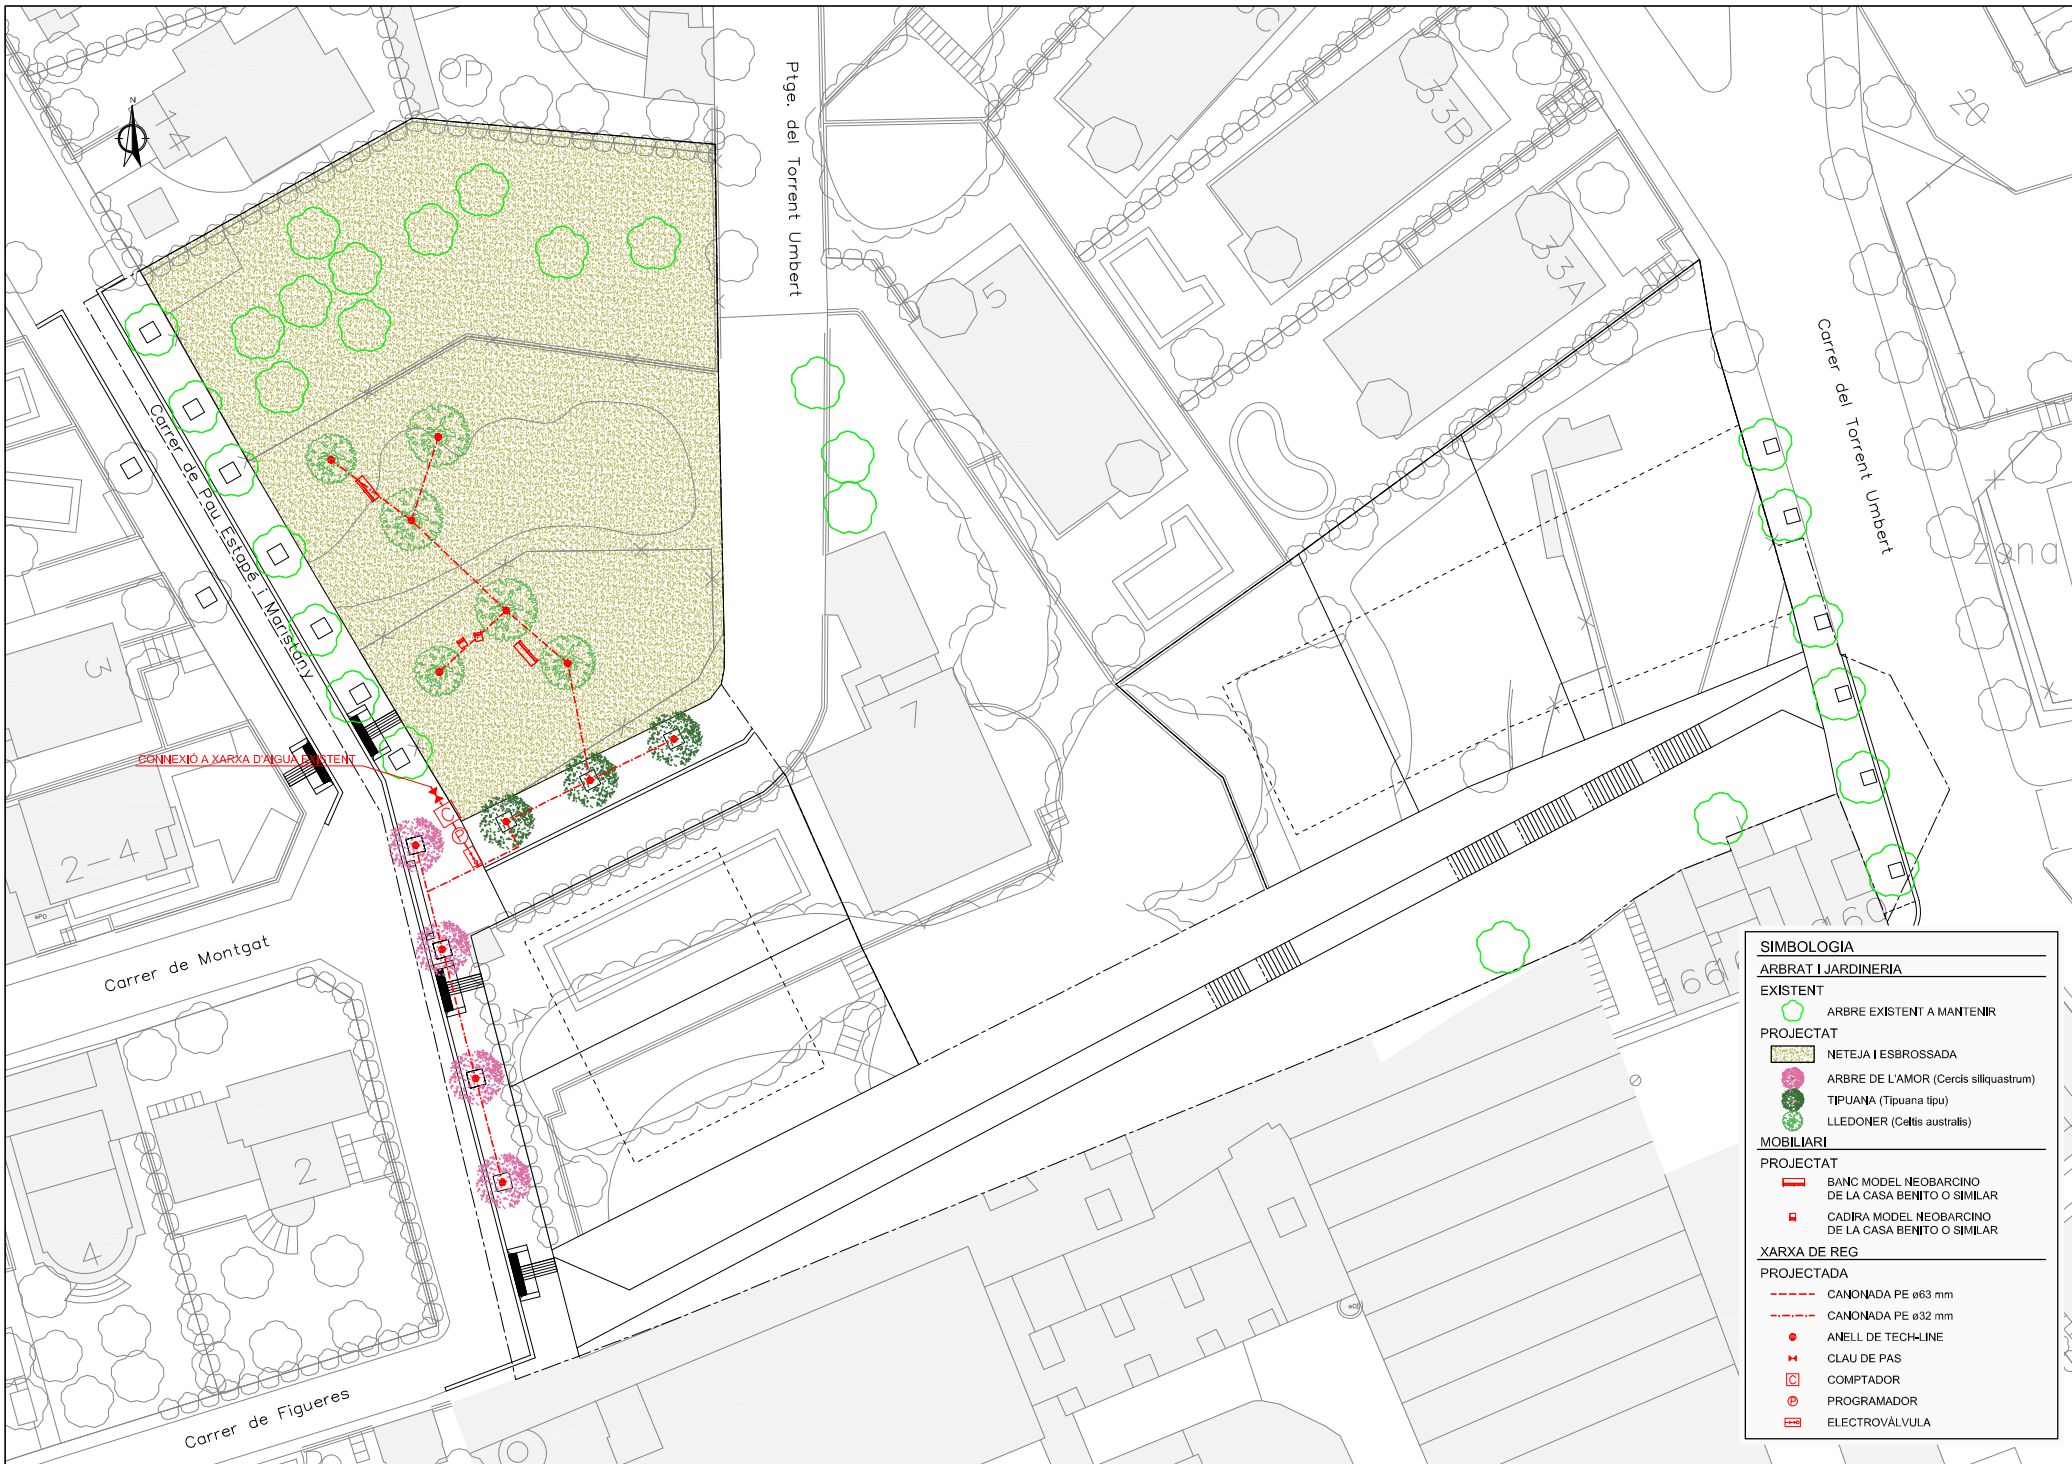 N
14
P
Ptge. del Torrent Umbert
33B
33A
5
26
Carrer del Torrent Umbert
zona
Carrer de Pau Estapé i Maristany
3
CONNEXIÓ A XARXA D'AIGUA EXISTENT
C
P
2-4
7
Carrer de Montgat
4
2
4
Carrer de Figueres
SIMBOLOGIA
ARBRAT I JARDINERIA
EXISTENT
ARBRE EXISTENT A MANTENIR
PROJECTAT
NETEJA I ESBROSSADA
ARBRE DE L'AMOR (Cercis siliquastrum)
TIPUANA (Tipuana tipu)
LLEDONER (Celtis australis)
MOBILIARI
PROJECTAT
BANC MODEL NEOBARCINO
DE LA CASA BENITO O SIMILAR
CADIRA MODEL NEOBARCINO
DE LA CASA BENITO O SIMILAR
XARXA DE REG
PROJECTADA
CANONADA PE ø63 mm
CANONADA PE ø32 mm
ANELL DE TECH-LINE
CLAU DE PAS
C COMPTADOR
P PROGRAMADOR
ELECTROVÀLVULA